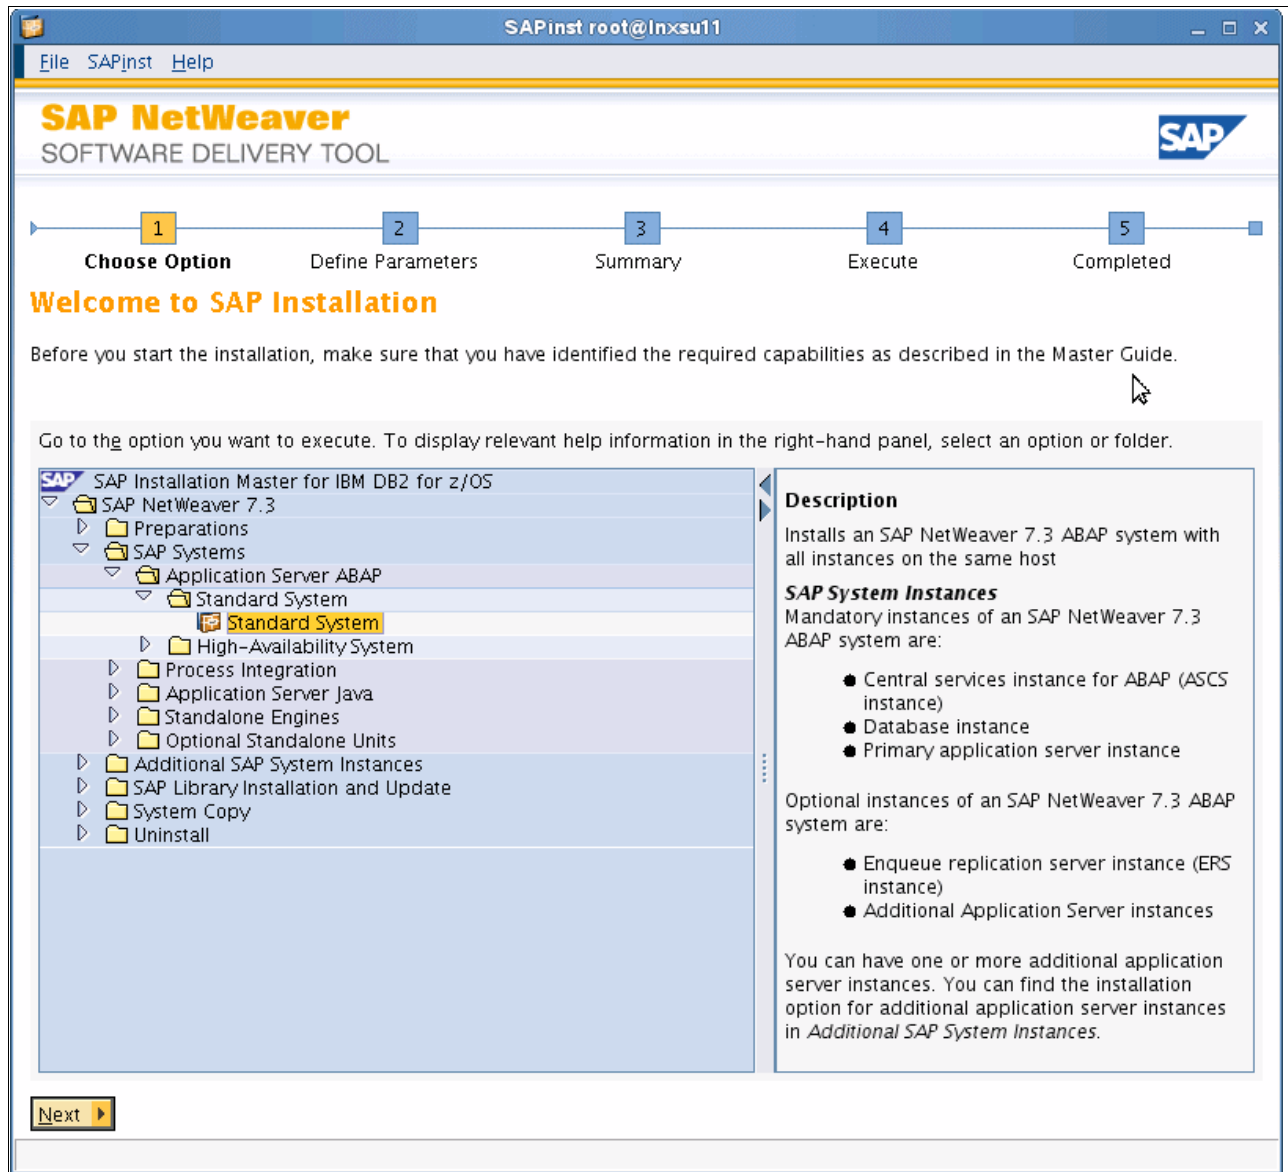 SAPinst root@lnxsu11
File SAPinst Help
SAP NetWeaver
SOFTWARE DELIVERY TOOL
SAP
1 2 3 4 5
Choose Option Define Parameters Summary Execute Completed
Welcome to SAP Installation
Before you start the installation, make sure that you have identified the required capabilities as described in the Master Guide.
Go to the option you want to execute. To display relevant help information in the right-hand panel, select an option or folder.
SAP SAP Installation Master for IBM DB2 for z/OS
SAP NetWeaver 7.3
Preparations
SAP Systems
Application Server ABAP
Standard System
Standard System
High-Availability System
Process Integration
Application Server Java
Standalone Engines
Optional Standalone Units
Additional SAP System Instances
SAP Library Installation and Update
System Copy
Uninstall
Description
Installs an SAP NetWeaver 7.3 ABAP system with
all instances on the same host
SAP System Instances
Mandatory instances of an SAP NetWeaver 7.3
ABAP system are:
● Central services instance for ABAP (ASCS
instance)
● Database instance
● Primary application server instance
Optional instances of an SAP NetWeaver 7.3 ABAP
system are:
● Enqueue replication server instance (ERS
instance)
● Additional Application Server instances
You can have one or more additional application
server instances. You can find the installation
option for additional application server instances
in Additional SAP System Instances.
Next